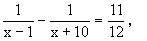 1/(x − 1) − 1/(x + 10) = 11/12 ,